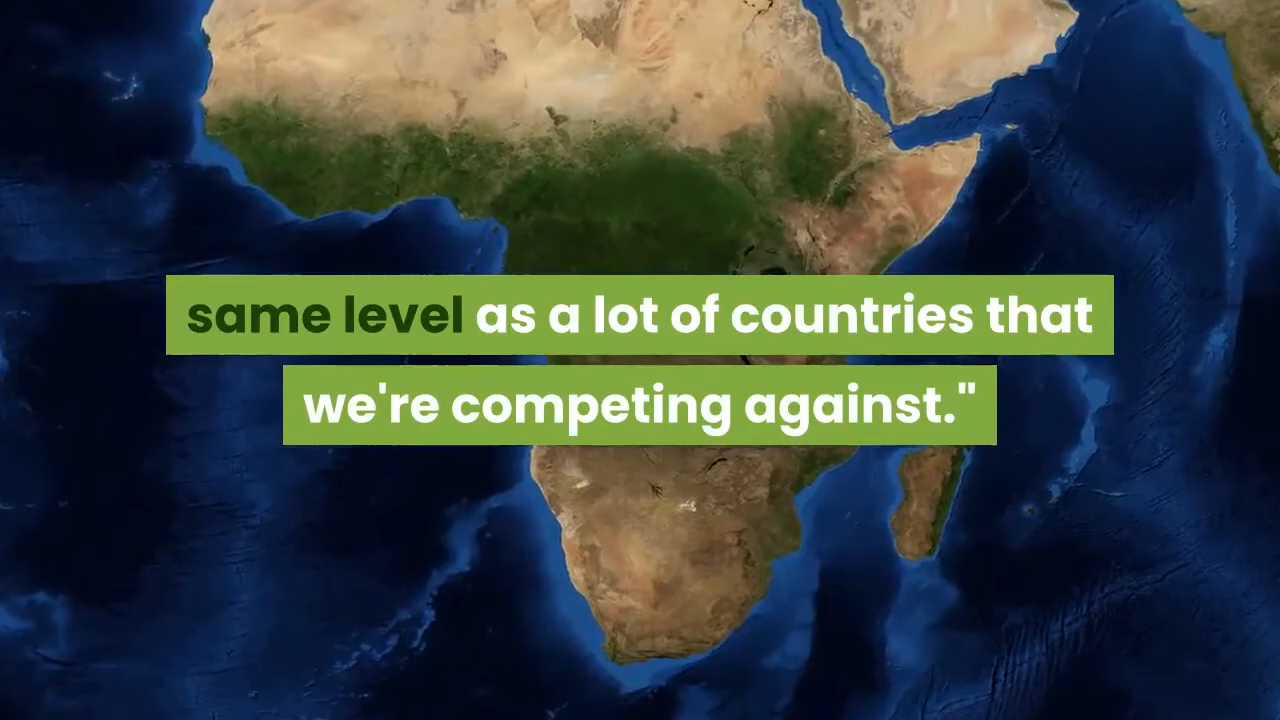 same level as a lot of countries that
we're competing against."